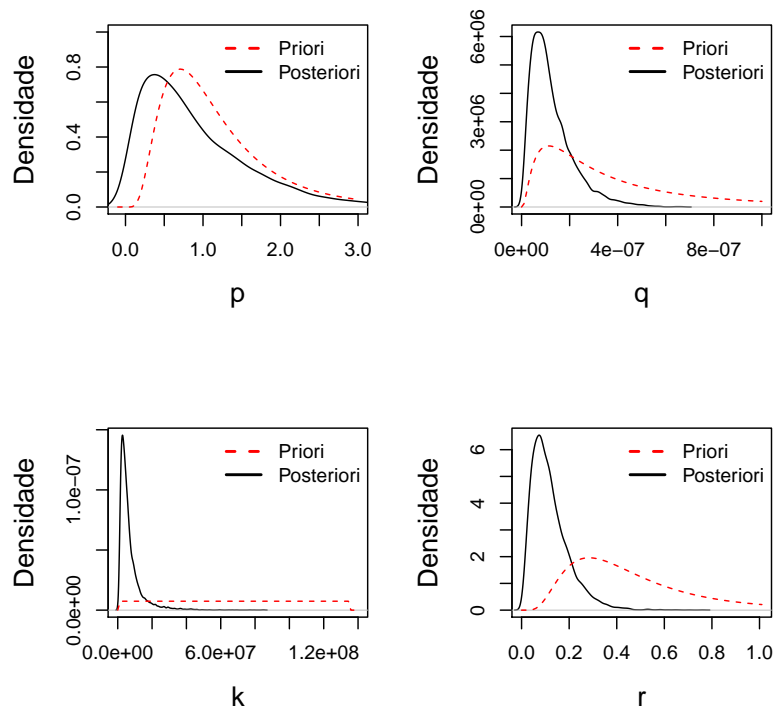 Densidade
0.0
0.4
0.8
Priori
Posteriori
0.0
1.0
2.0
3.0
p
Densidade
0e+00
3e+06
6e+06
Priori
Posteriori
0e+00
4e−07
8e−07
q
Densidade
0.0e+00
1.0e−07
Priori
Posteriori
0.0e+00
6.0e+07
1.2e+08
k
Densidade
0
2
4
6
Priori
Posteriori
0.0
0.2
0.4
0.6
0.8
1.0
r